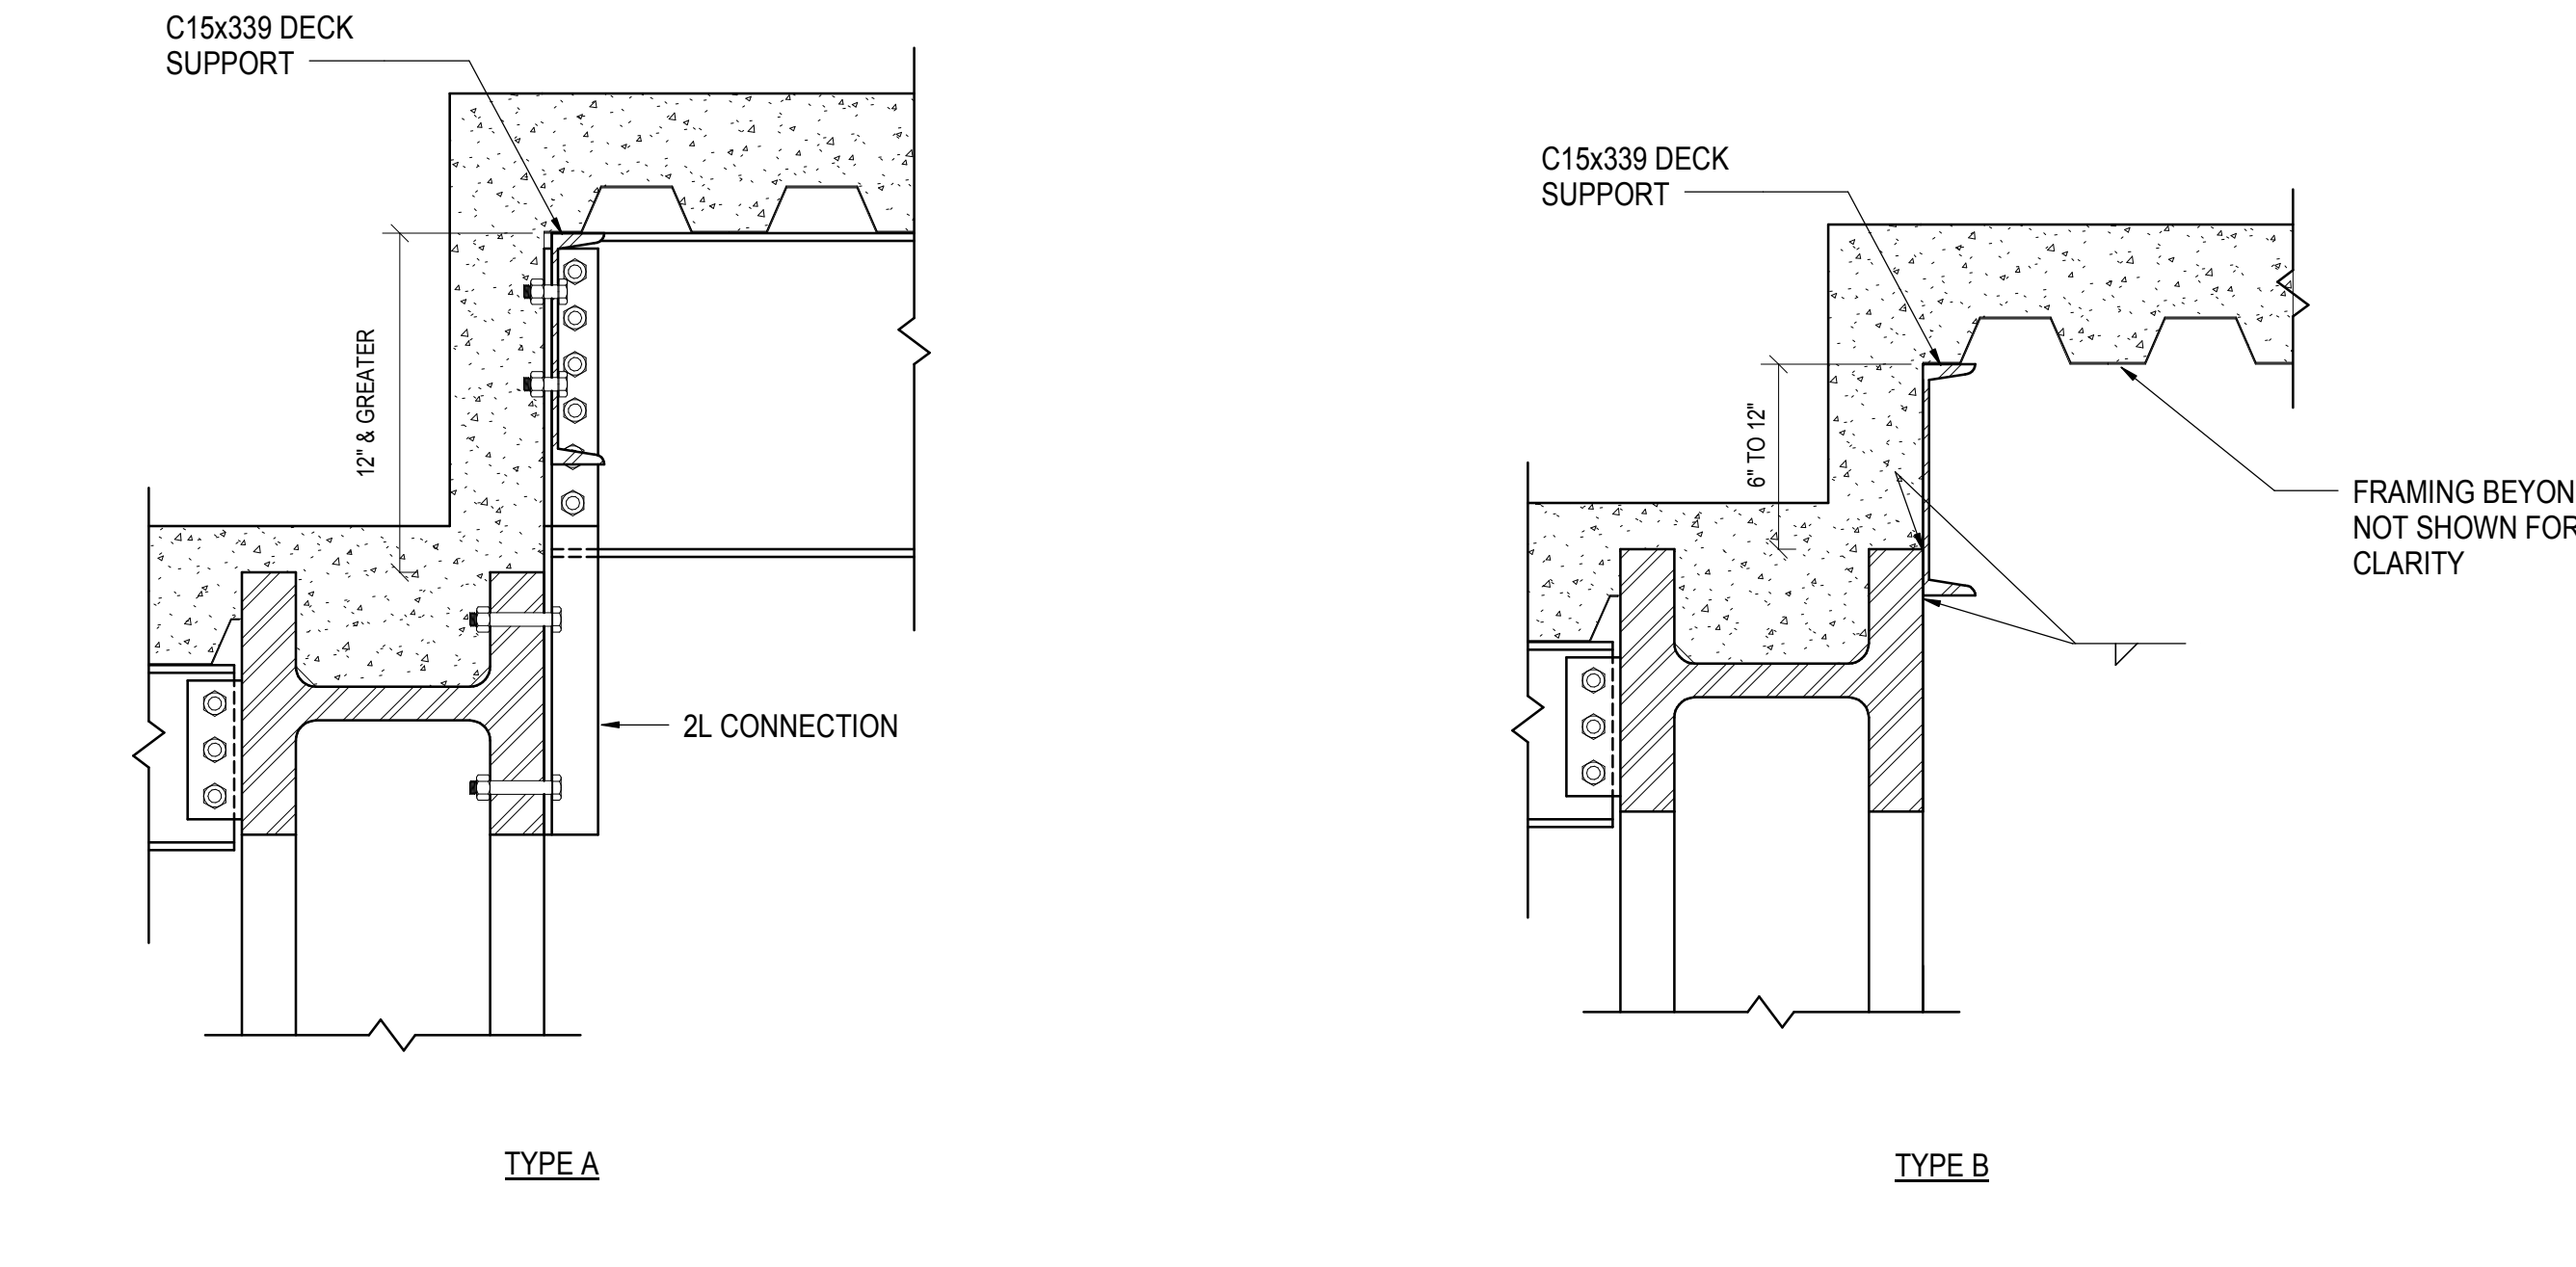 C15x339 DECK
SUPPORT
12" & GREATER
2L CONNECTION
TYPE A
C15x339 DECK
SUPPORT
6" TO 12"
FRAMING BEYON
NOT SHOWN FOR
CLARITY
TYPE B